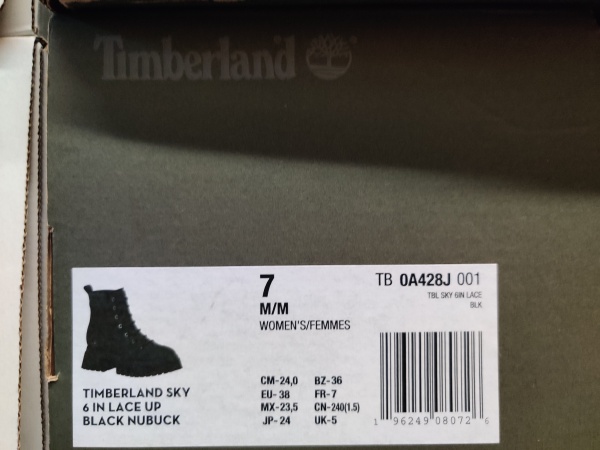 Timberland
7
M/M
WOMEN'S/FEMMES
TB 0A428J 001
TBL SKY 6IN LACE
BLK
TIMBERLAND SKY
6 IN LACE UP
BLACK NUBUCK
CM-24,0 BZ-36
EU-38 FR-7
MX-23,5 CN-240(1.5)
JP-24 UK-5
1 96249 08072 6